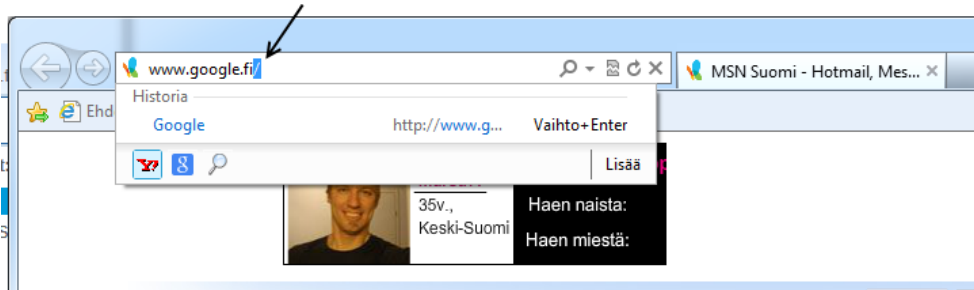 www.google.fi/
MSN Suomi - Hotmail, Mes...
Ehd
Historia
Google http://www.g... Vaihto+Enter
Y! 8 Lisää
35v.,
Keski-Suomi
Haen naista:
Haen miestä: